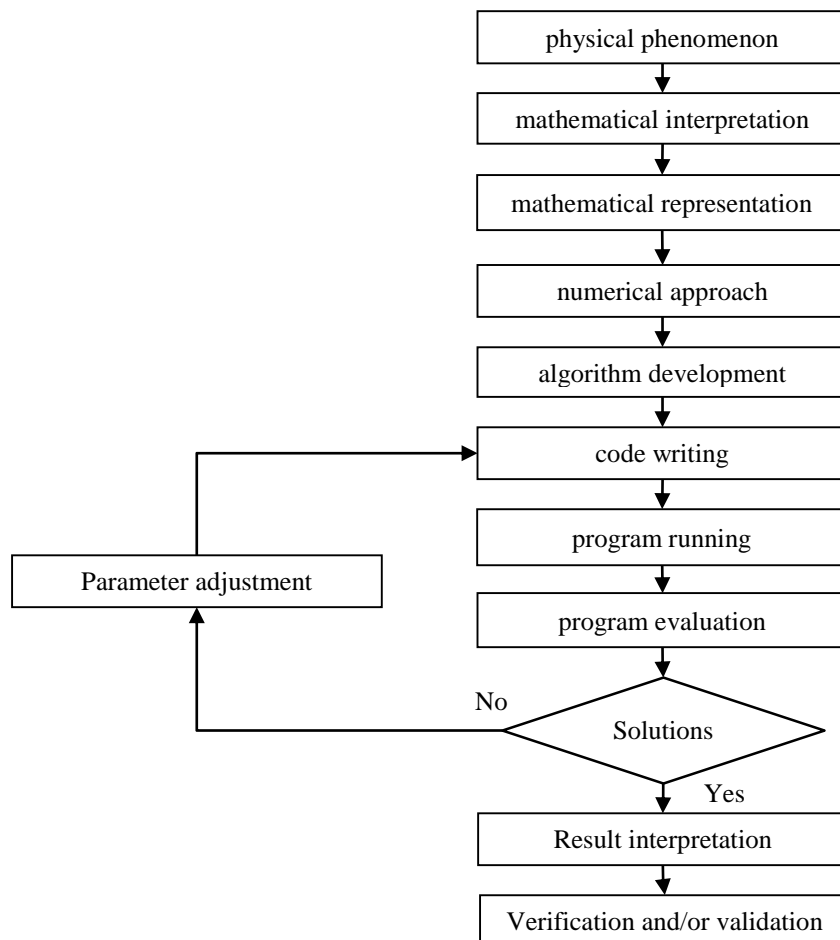 physical phenomenon
mathematical interpretation
mathematical representation
numerical approach
algorithm development
code writing
program running
Parameter adjustment
program evaluation
No
Solutions
Yes
Result interpretation
Verification and/or validation